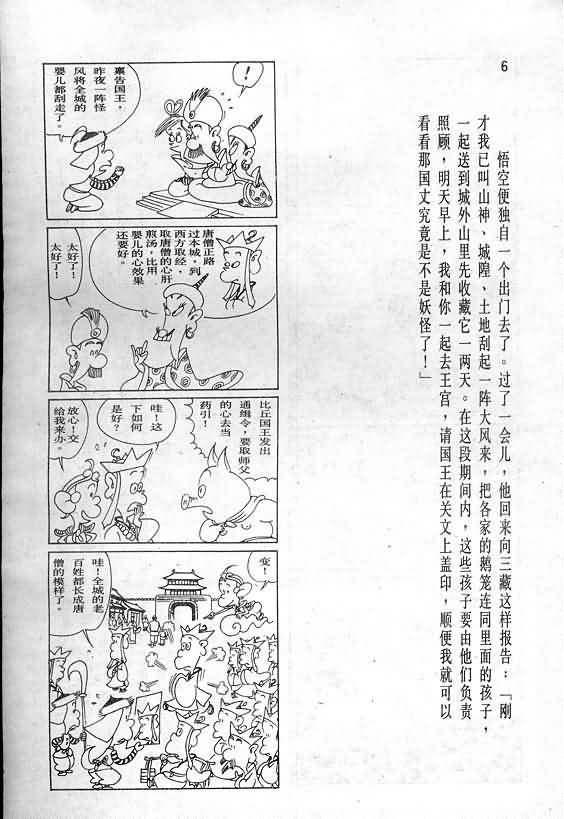 6
悟空便独自一个出门去了。过了一会儿，他回来向三藏这样报告：「刚
才我已叫山神、城隍、土地刮起一阵大风来，把各家的鹅笼连同里面的孩子，
一起送到城外山里先收藏它一两天。在这段期间内，这些孩子要由他们负责
照顾，明天早上，我和你一起去王宫，请国王在关文上盖印，顺便我就可以
看看那国丈究竟是不是妖怪了！」
！
禀告国王，
昨夜一阵怪
风将全城的
婴儿都刮走了。
唐僧正路
过本城，到
西方取经，
取唐僧的心肝
煎汤，比用
婴儿的心效果
还要好。
太好了！
太好了！
比丘国王发出
通缉令，要取师父
的心去当
药引！
哇！这
下如何
是好？
放心！交
给我来办。
变！
哇！全城的老
百姓都长成唐
僧的模样了。